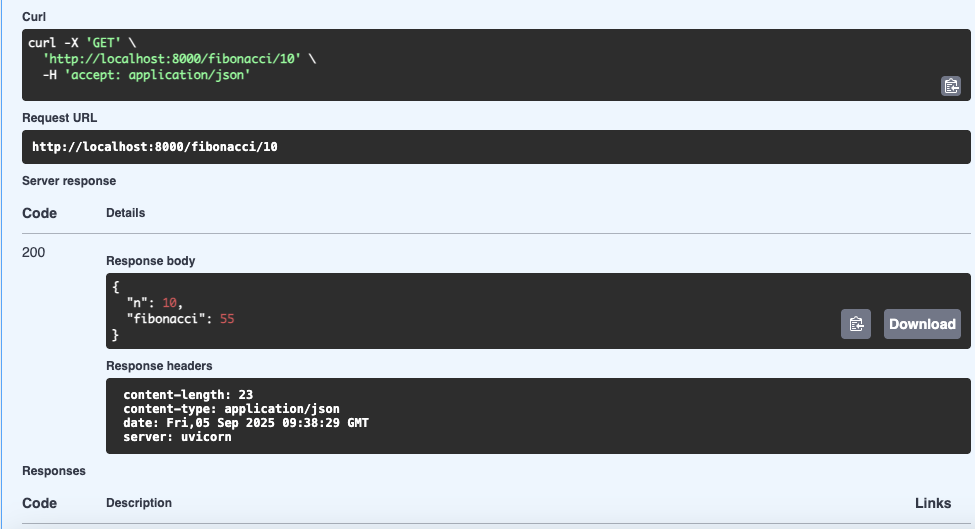 Curl
curl -X 'GET' \
'http://localhost:8000/fibonacci/10' \
-H 'accept: application/json'
Request URL
http://localhost:8000/fibonacci/10
Server response
Code Details
200
Response body
{
"n": 10,
"fibonacci": 55
}
Download
Response headers
content-length: 23
content-type: application/json
date: Fri,05 Sep 2025 09:38:29 GMT
server: uvicorn
Responses
Code Description Links